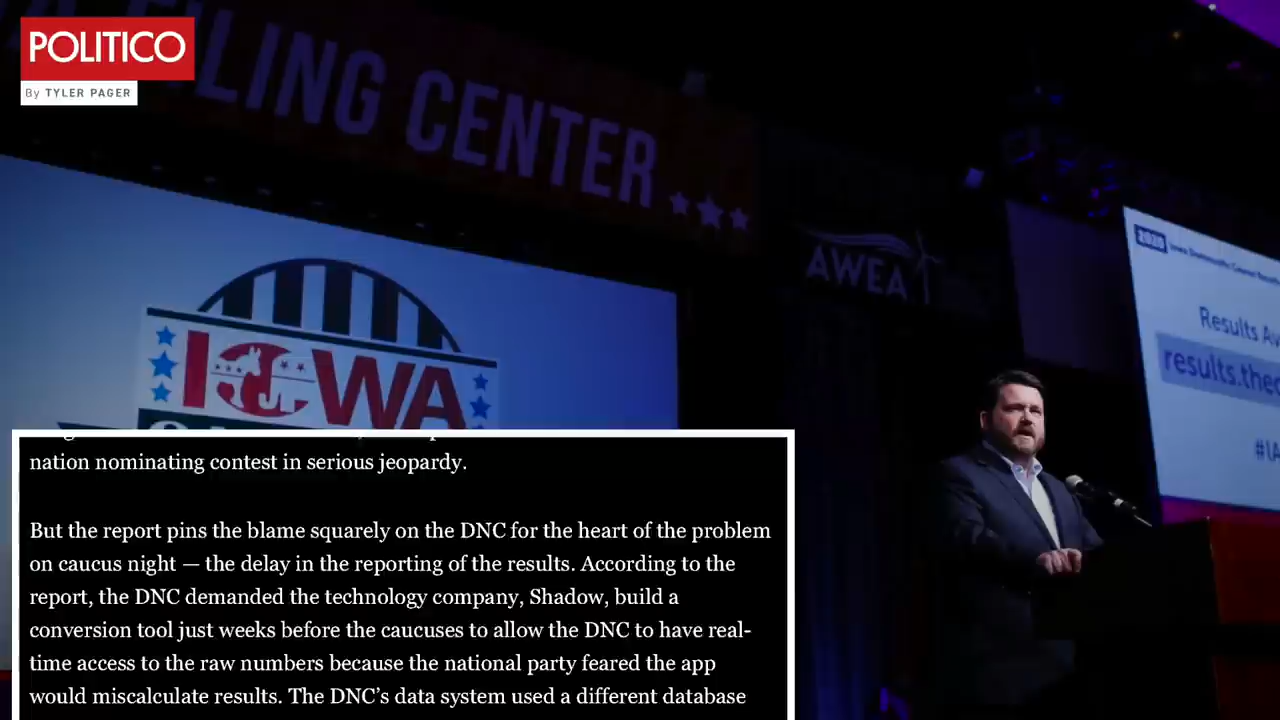 POLITICO
By TYLER PAGER
FILING CENTER
AWEA
2020
Results
results.the
IOWA
nation nominating contest in serious jeopardy.
But the report pins the blame squarely on the DNC for the heart of the problem
on caucus night — the delay in the reporting of the results. According to the
report, the DNC demanded the technology company, Shadow, build a
conversion tool just weeks before the caucuses to allow the DNC to have real-
time access to the raw numbers because the national party feared the app
would miscalculate results. The DNC’s data system used a different database